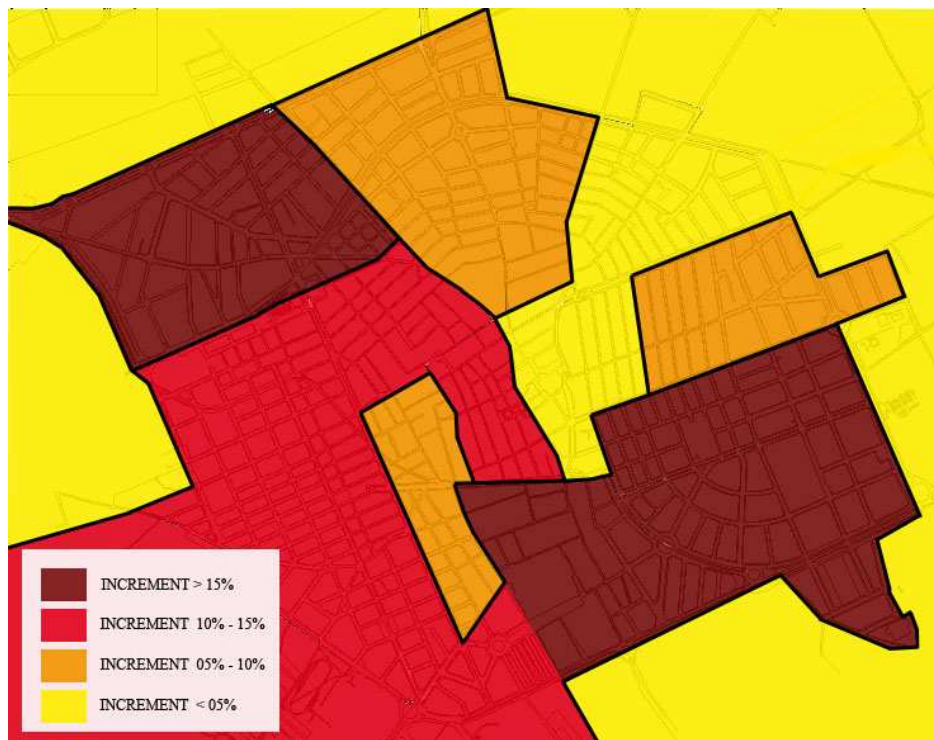 INCREMENT > 15%
INCREMENT 10% - 15%
INCREMENT 05% - 10%
INCREMENT < 05%